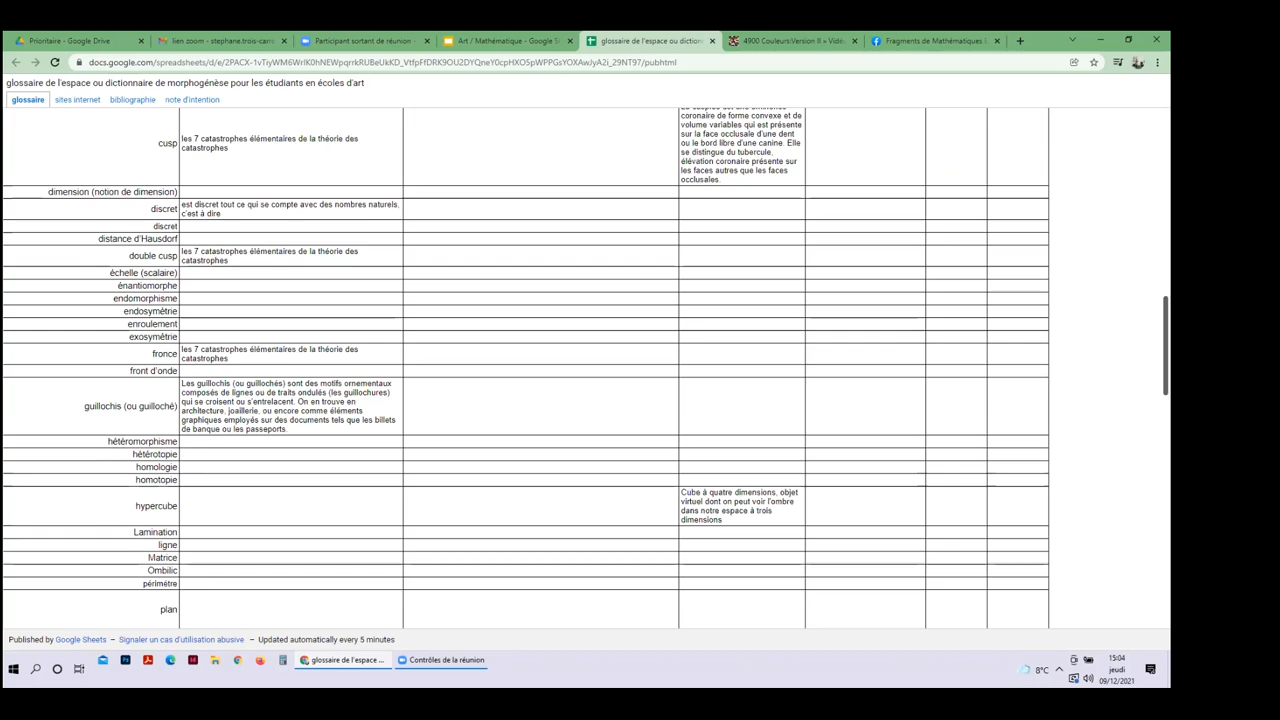 Prioritaire - Google Drive
lien zoom - stephane.trois-carr
Participant sortant de réunion -
Art / Mathématique - Google S
glossaire de l'espace ou diction
4900 Couleurs:Version II » Vide
Fragments de Mathématiques
docs.google.com/spreadsheets/d/e/2PACX-1vTiyWM6WrIK0hNEWpqrrkRUBeUkKD_VtfpFfDRK9OU2DYQneY0cpHXO5pWPPGsYOXAwJyA2i_29NT97/pubhtml
glossaire de l'espace ou dictionnaire de morphogénèse pour les étudiants en écoles d'art
glossaire
sites internet
bibliographie
note d'intention
cusp
les 7 catastrophes élémentaires de la théorie des
catastrophes
coronaire de forme convexe et de
volume variables qui est présente
sur la face occlusale d'une dent
ou le bord libre d'une canine. Elle
se distingue du tubercule,
élévation coronaire présente sur
les faces autres que les faces
occlusales.
dimension (notion de dimension)
discret
est discret tout ce qui se compte avec des nombres naturels,
c'est à dire
discret
distance d'Hausdorf
double cusp
les 7 catastrophes élémentaires de la théorie des
catastrophes
échelle (scalaire)
énantiomorphe
endomorphisme
endosymétrie
enroulement
exosymétrie
fronce
les 7 catastrophes élémentaires de la théorie des
catastrophes
front d'onde
guillochis (ou guilloché)
Les guillochis (ou guillochés) sont des motifs ornementaux
composés de lignes ou de traits ondulés (les guillochures)
qui se croisent ou s'entrelacent. On en trouve en
architecture, joaillerie, ou encore comme éléments
graphiques employés sur des documents tels que les billets
de banque ou les passeports.
hétéromorphisme
hétérotopie
homologie
homotopie
hypercube
Cube à quatre dimensions, objet
virtuel dont on peut voir l'ombre
dans notre espace à trois
dimensions
Lamination
ligne
Matrice
Ombilic
périmètre
plan
Published by Google Sheets – Signaler un cas d'utilisation abusive – Updated automatically every 5 minutes
glossaire de l'espace ...
Contrôles de la réunion
8°C
15:04
jeudi
09/12/2021